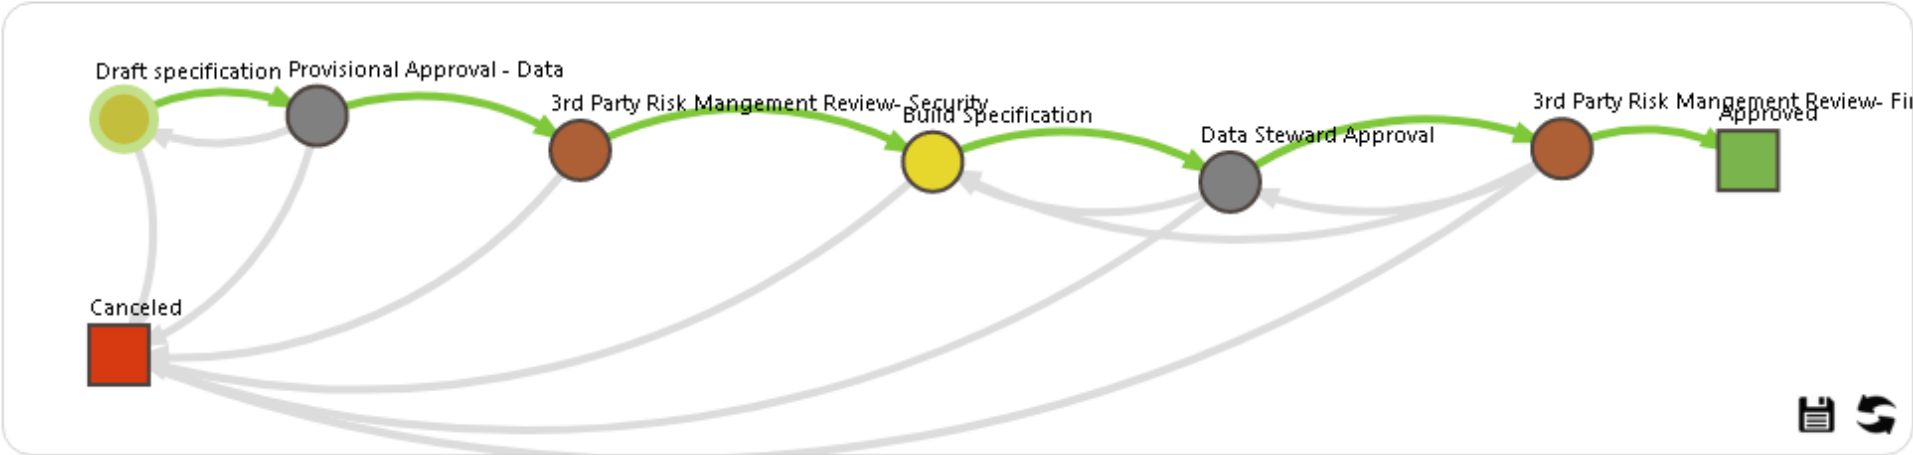 Draft specification
Provisional Approval - Data
3rd Party Risk Mangement Review- Security
Build Specification
Data Steward Approval
3rd Party Risk Mangement Review- Fi
Approved
Canceled